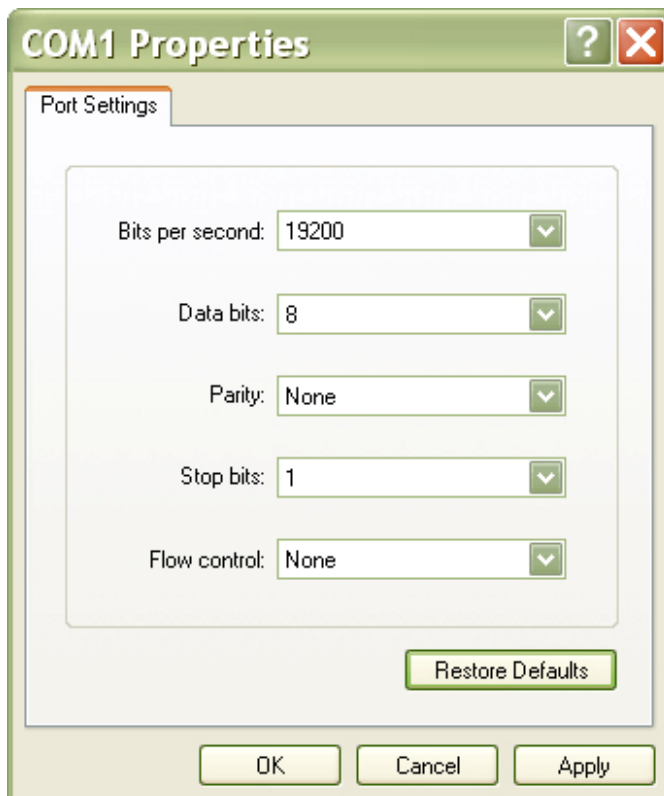 COM1 Properties
Port Settings
Bits per second: 19200
Data bits: 8
Parity: None
Stop bits: 1
Flow control: None
Restore Defaults
OK Cancel Apply